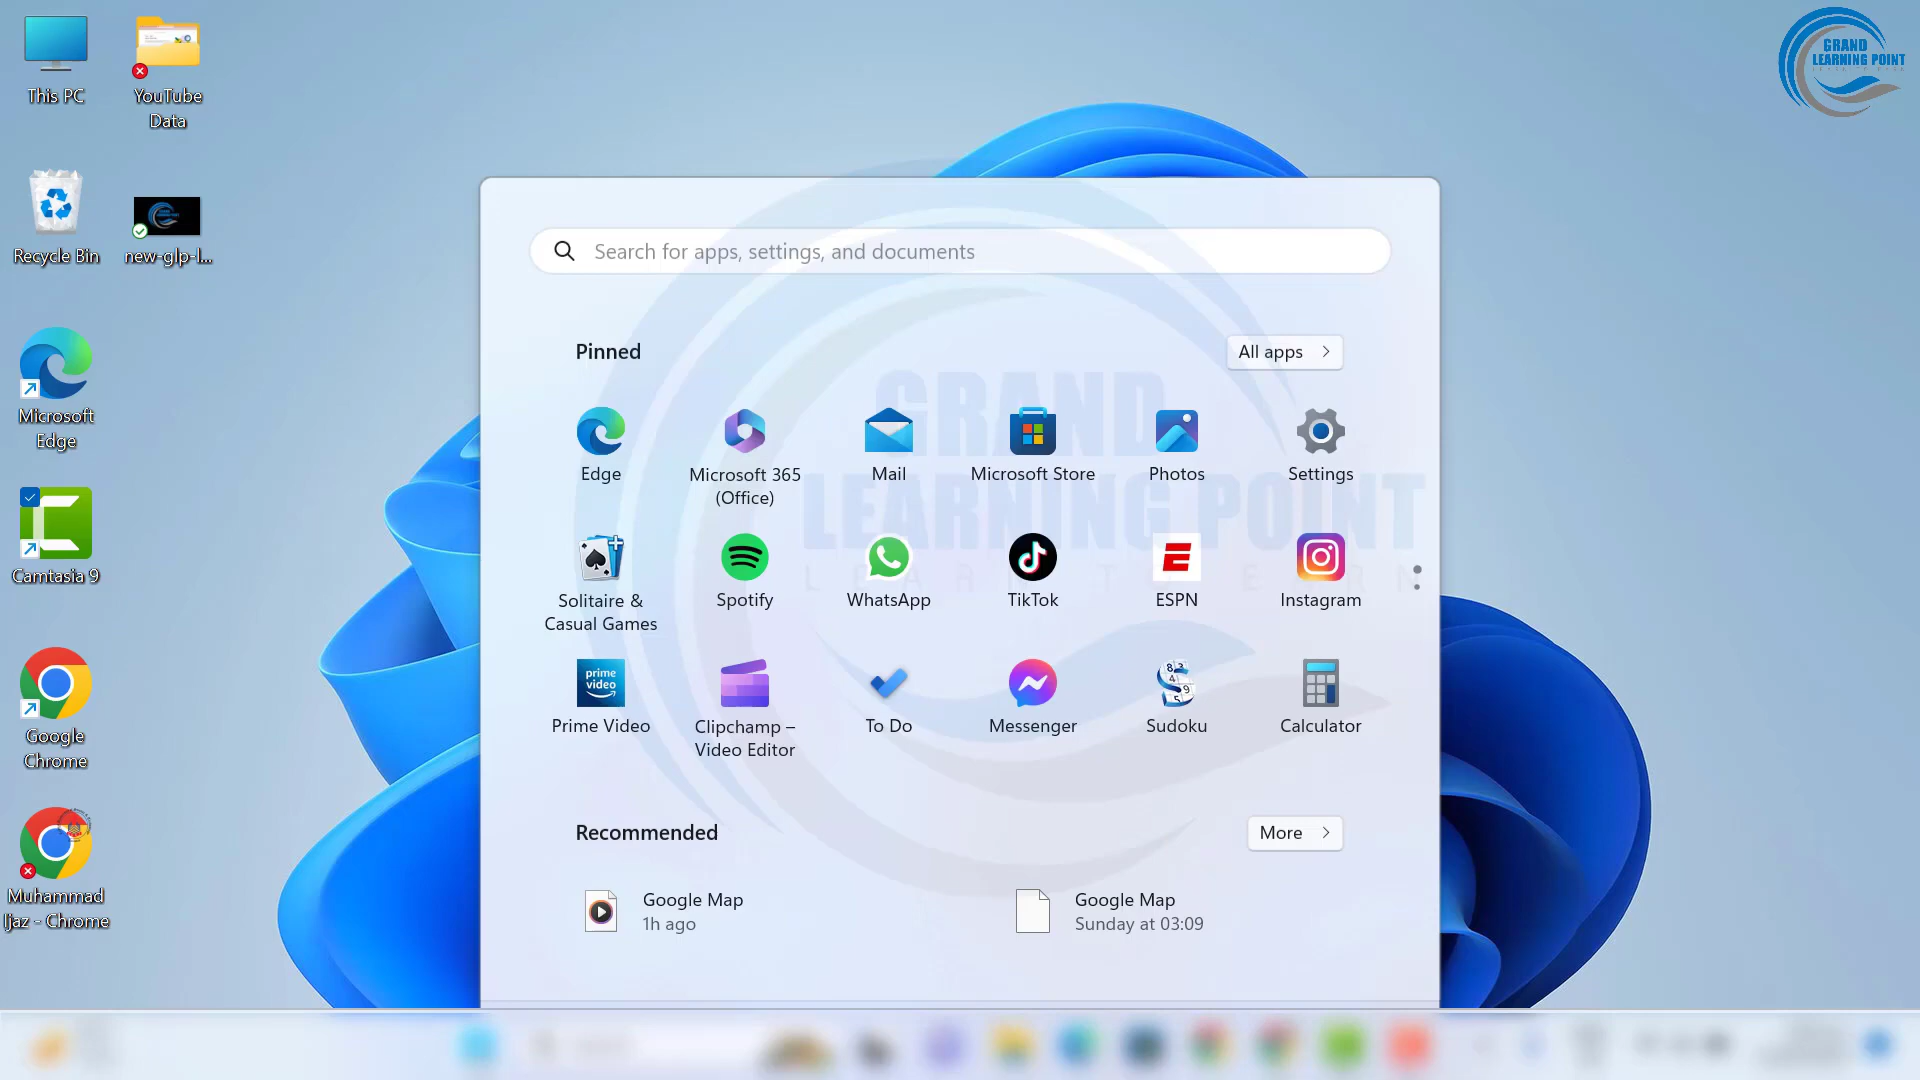 This PC
YouTube
Data
Recycle Bin
new-glp-l...
Microsoft
Edge
Camtasia 9
Google
Chrome
Muhammad
Ijaz - Chrome
GRAND
LEARNING POINT
Search for apps, settings, and documents
Pinned
All apps
Edge
Microsoft 365
(Office)
Mail
Microsoft Store
Photos
Settings
Solitaire &
Casual Games
Spotify
WhatsApp
TikTok
ESPN
Instagram
prime
video
Prime Video
Clipchamp –
Video Editor
To Do
Messenger
Sudoku
Calculator
GRAND
LEARNING POINT
Recommended
More
Google Map
1h ago
Google Map
Sunday at 03:09